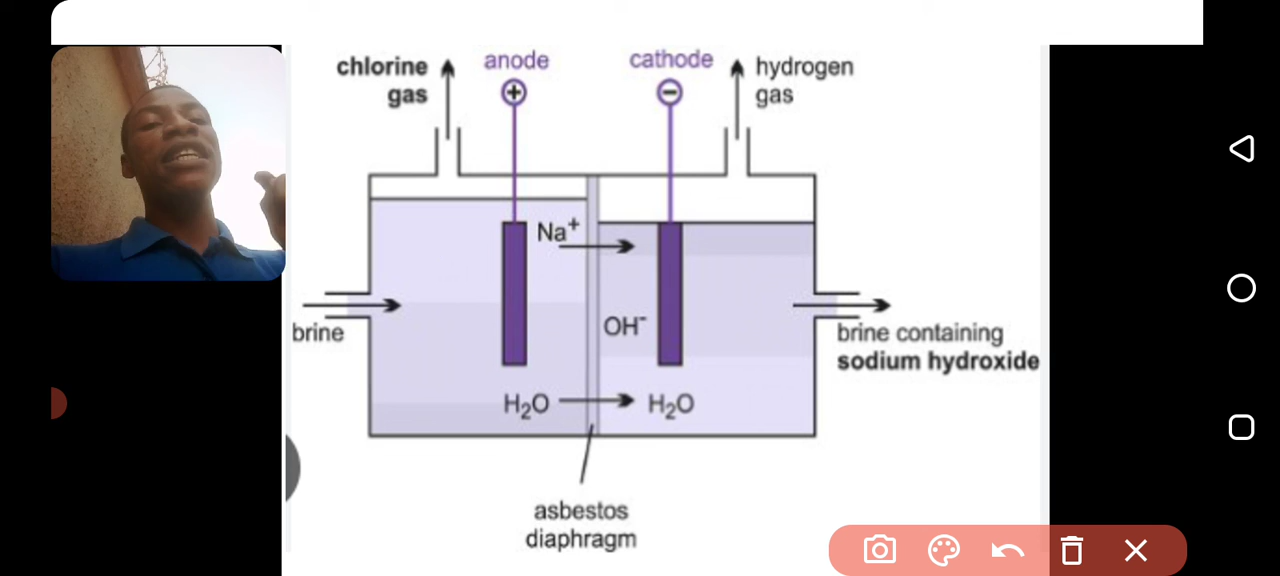 chlorine
gas
anode
+
cathode
−
hydrogen
gas
Na⁺
brine
OH⁻
brine containing
sodium hydroxide
H₂O
H₂O
asbestos
diaphragm